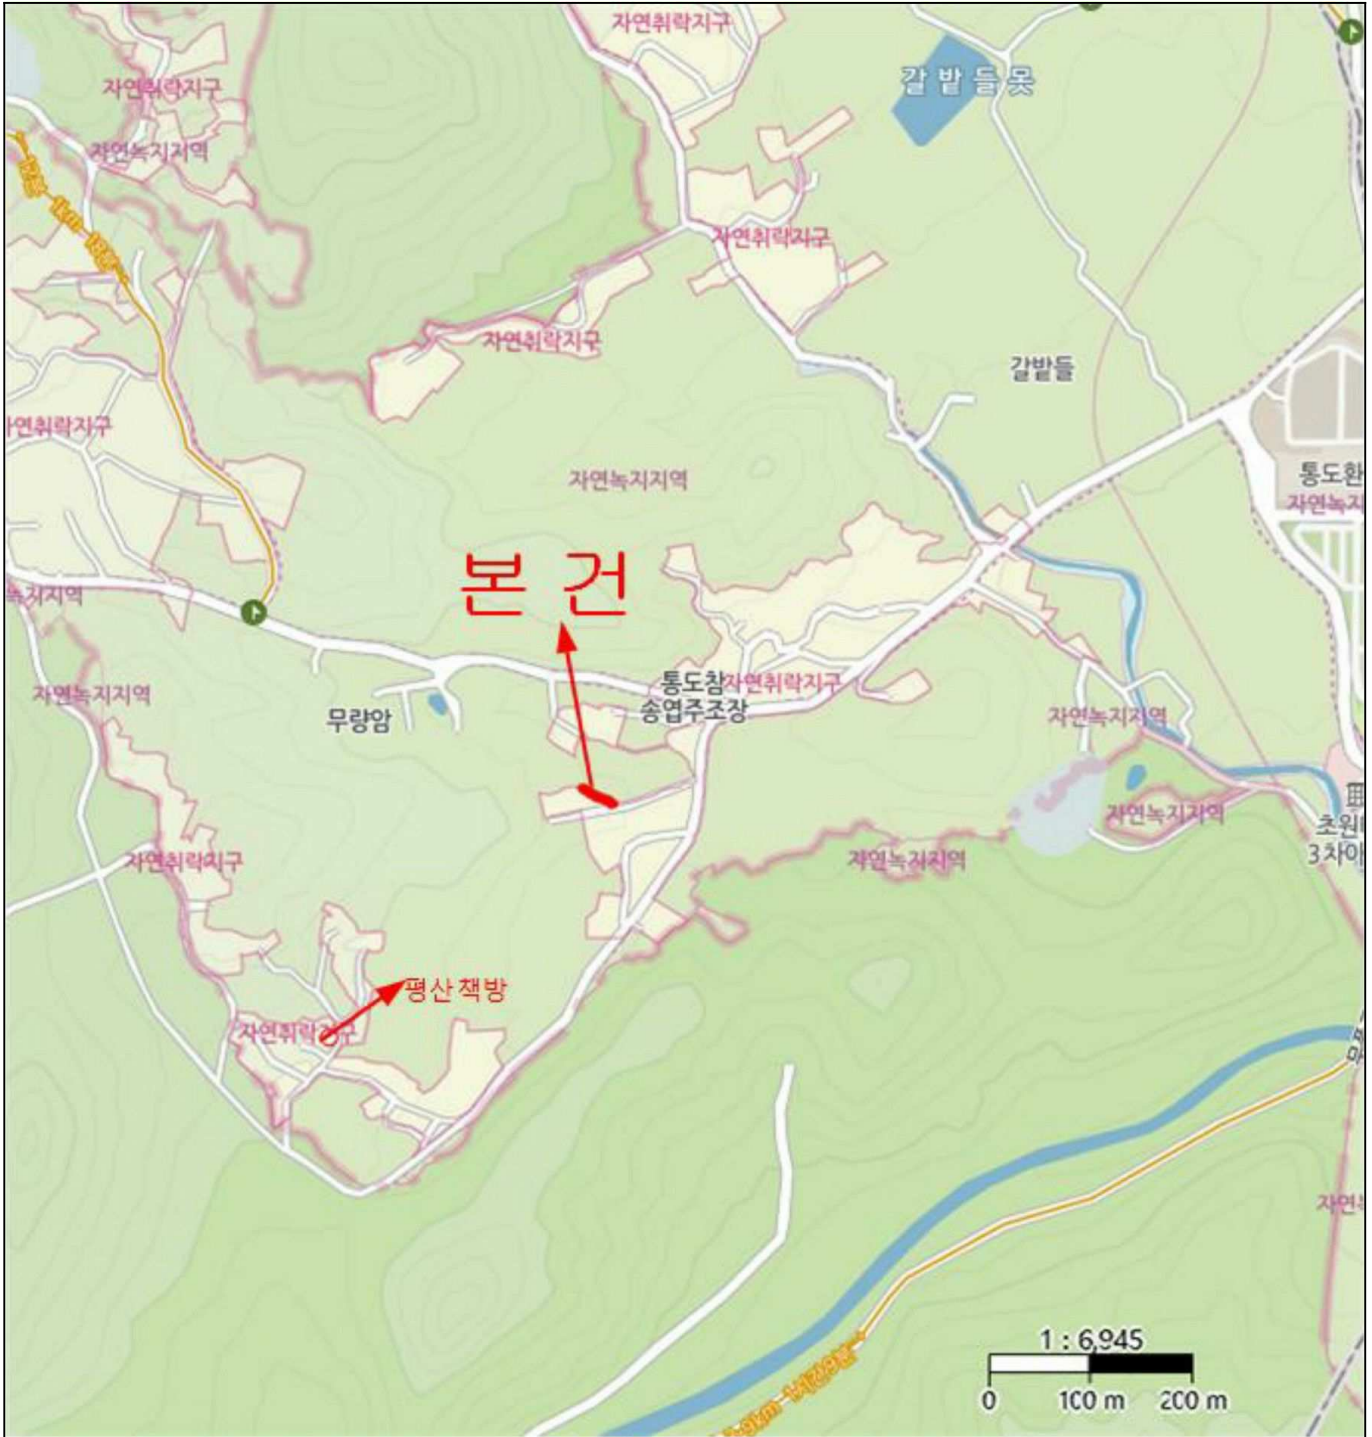 자연취락지구
갈 밭 들 못
자연취락지구
자연녹지지역
자연취락지구
자연취락지구
갈밭들
자연취락지구
통도환
자연녹지
자연녹지지역
본 건
녹지지역
통도참
송엽주조장
자연취락지구
자연녹지지역
무량암
자연녹지지역
자연녹지지역
초원
3차아
자연취락지구
자연녹지지역
평산책방
자연취락지구
자연
1 : 6,945
0
100 m
200 m